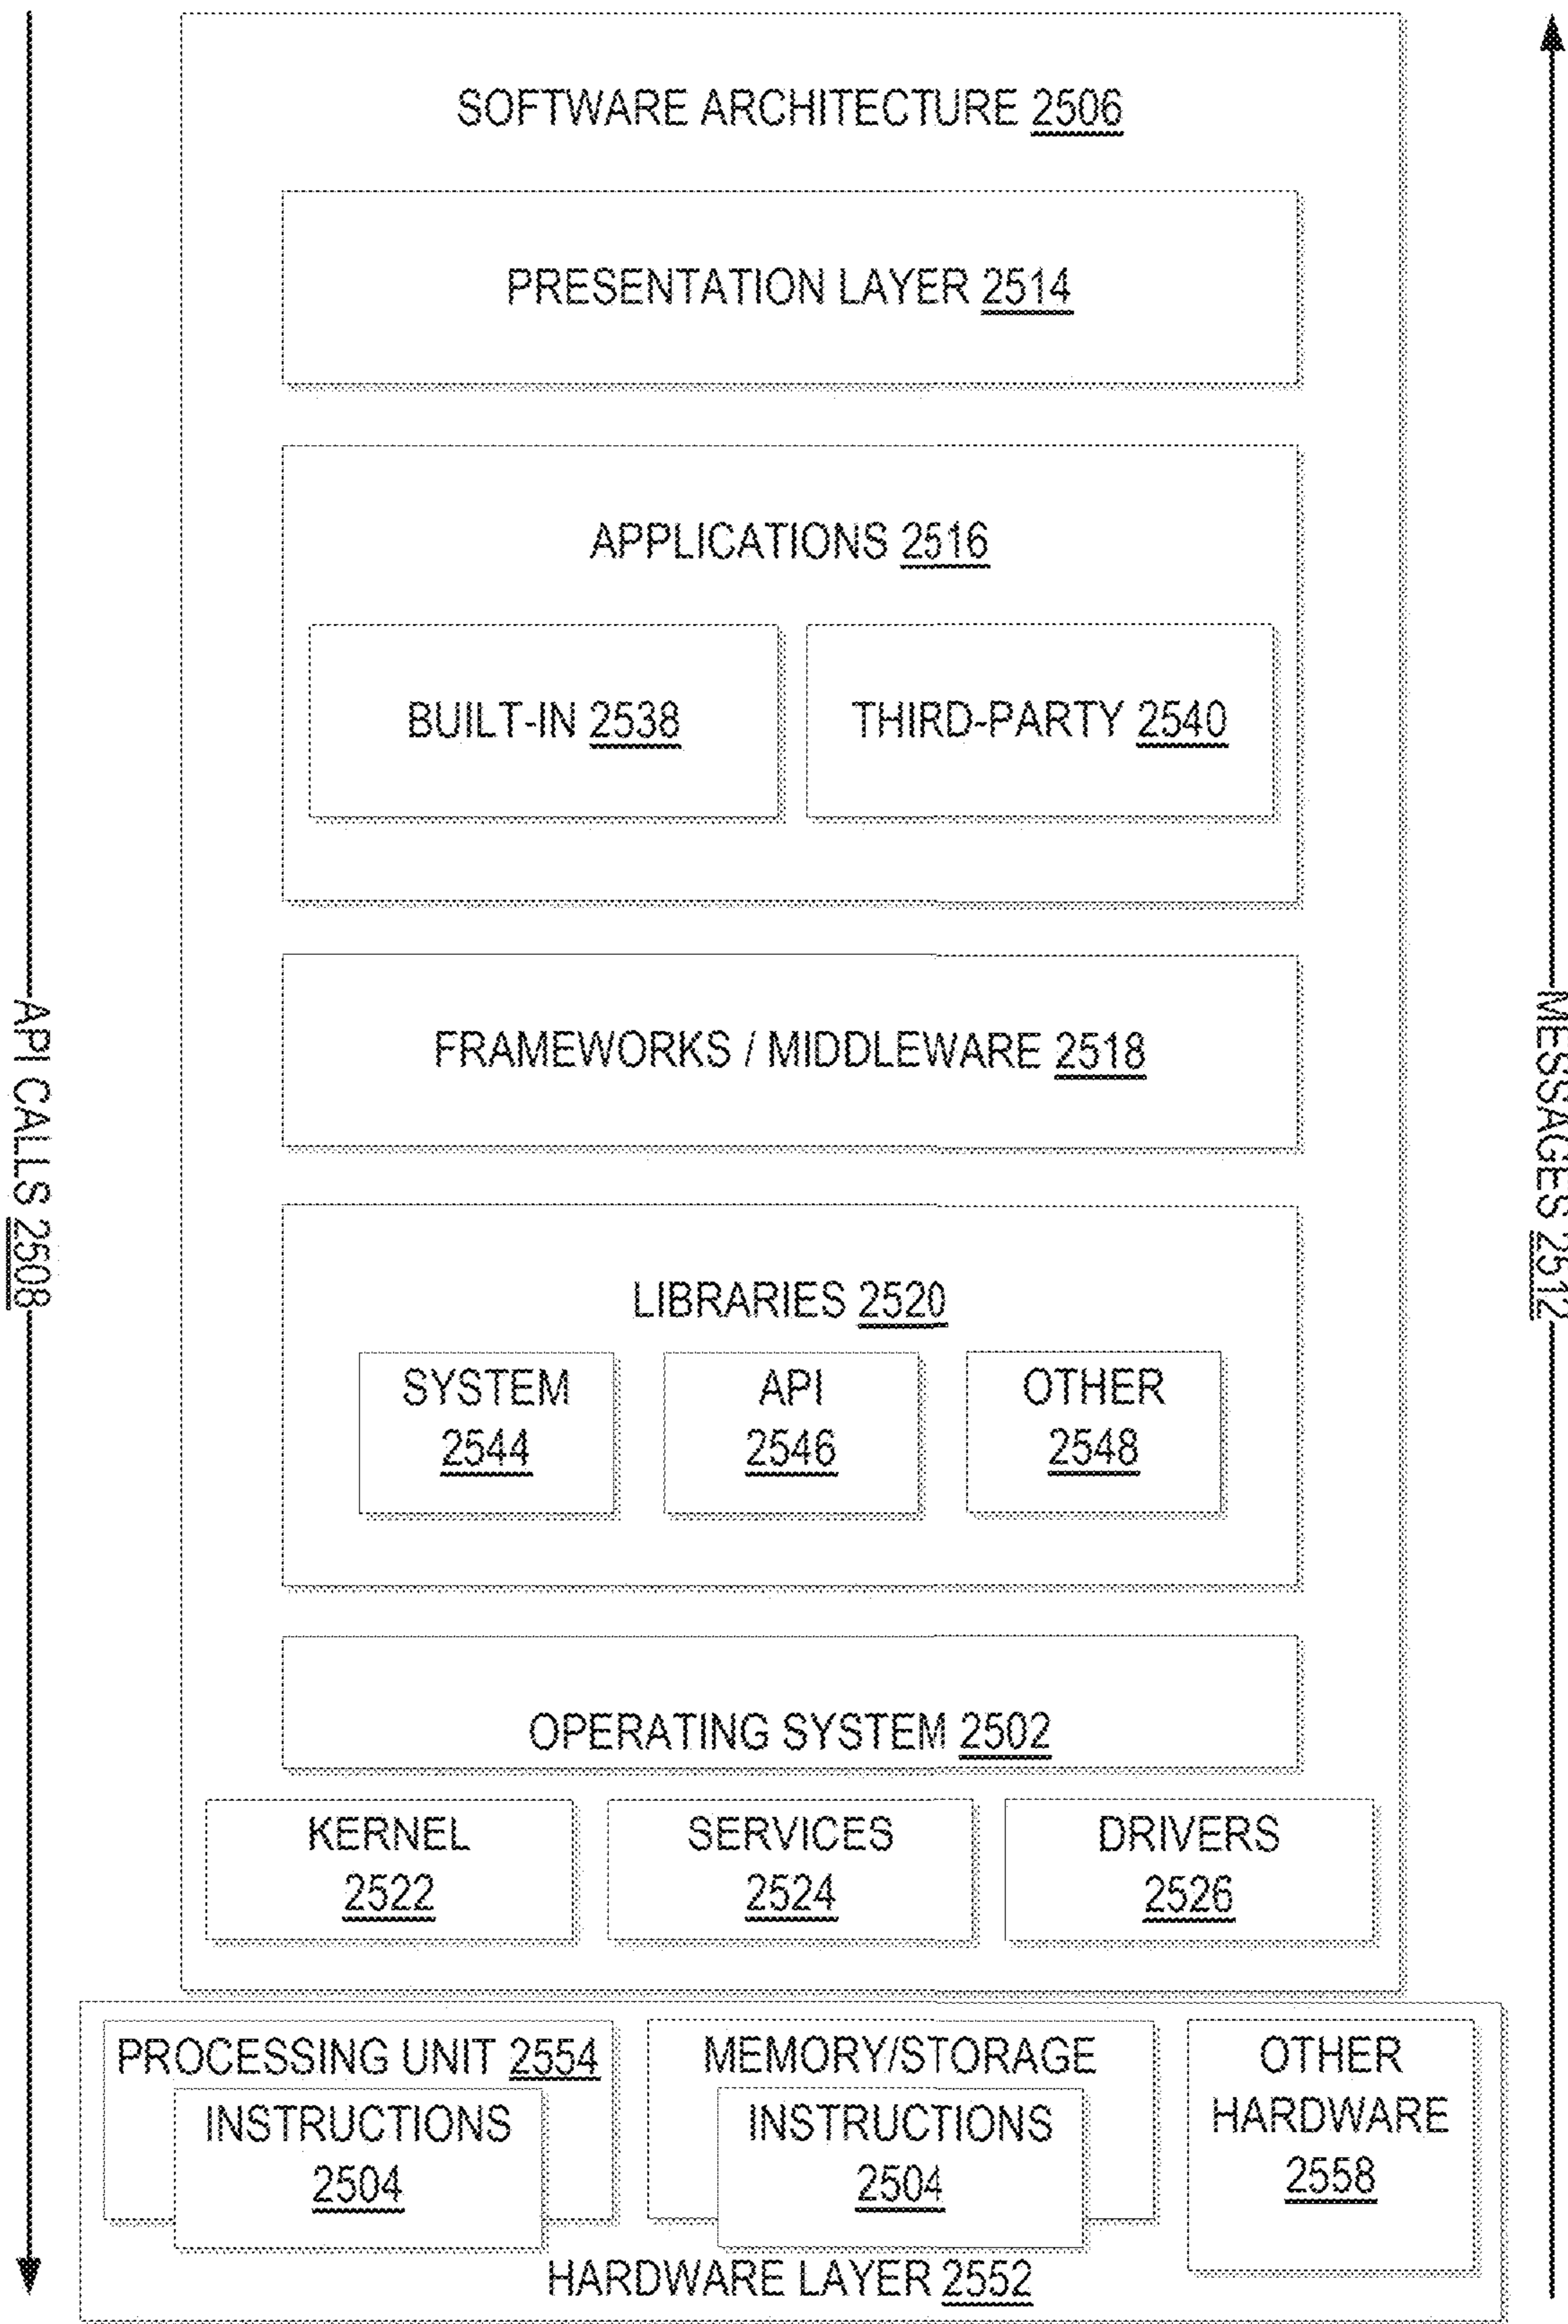 SOFTWARE ARCHITECTURE 2506
PRESENTATION LAYER 2514
APPLICATIONS 2516
BUILT-IN 2538
THIRD-PARTY 2540
FRAMEWORKS / MIDDLEWARE 2518
API CALLS 2508
MESSAGES 2512
LIBRARIES 2520
SYSTEM
2544
API
2546
OTHER
2548
OPERATING SYSTEM 2502
KERNEL
2522
SERVICES
2524
DRIVERS
2526
PROCESSING UNIT 2554
INSTRUCTIONS
2504
MEMORY/STORAGE
INSTRUCTIONS
2504
OTHER
HARDWARE
2558
HARDWARE LAYER 2552